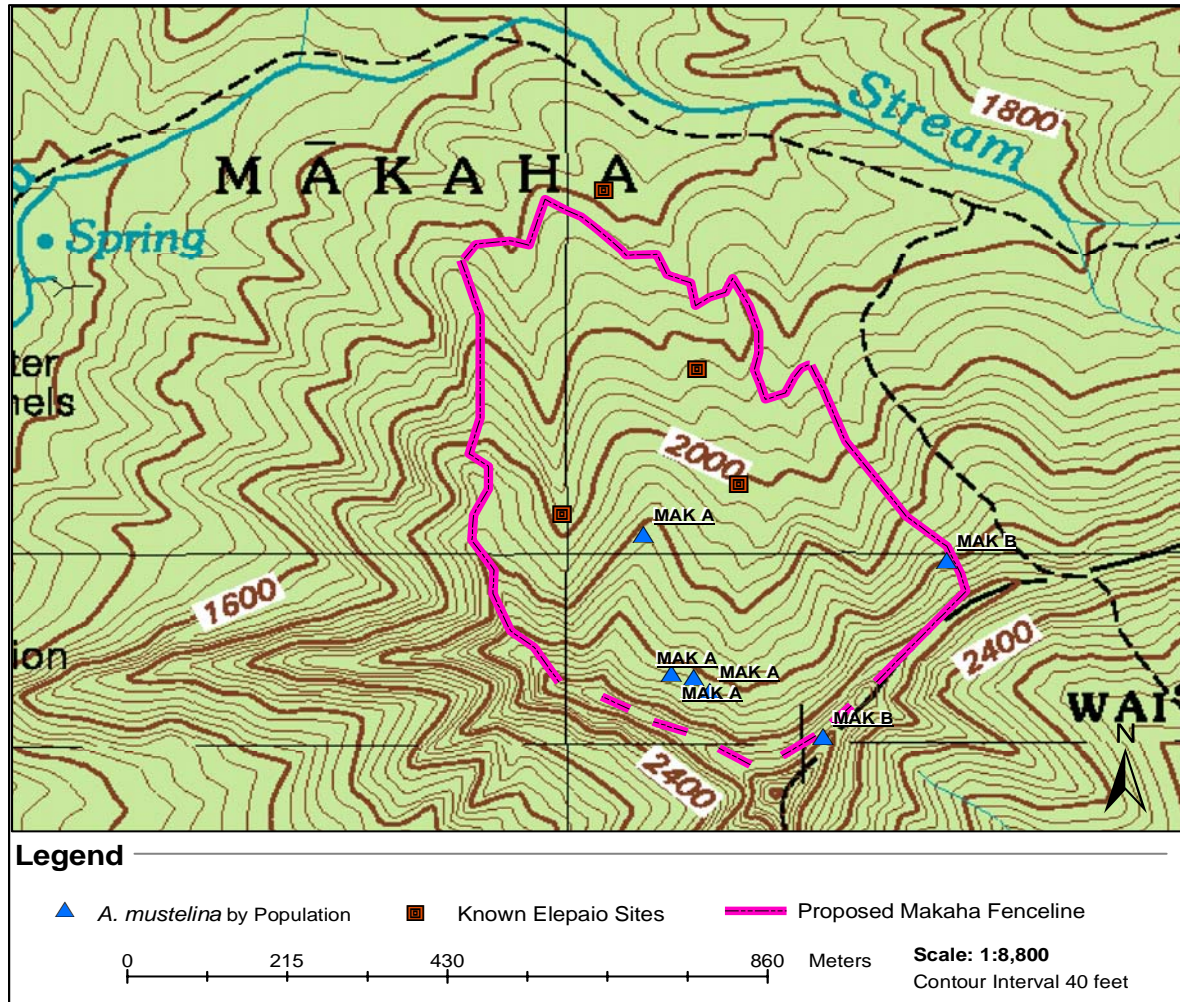 1800
Stream
MĀKAHA
Spring
ter
nels
2000
MAK A
MAK B
1600
2400
ion
MAK A
MAK A
MAK A
WAI
MAK B
N
2400
Legend
A. mustelina by Population
Known Elepaio Sites
Proposed Makaha Fenceline
0 215 430 860 Meters
Scale: 1:8,800
Contour Interval 40 feet